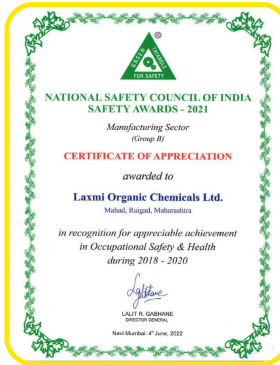 GREEN TRIANGLE
®
FOR SAFETY
NATIONAL SAFETY COUNCIL OF INDIA
SAFETY AWARDS - 2021
Manufacturing Sector
(Group B)
CERTIFICATE OF APPRECIATION
awarded to
Laxmi Organic Chemicals Ltd.
Mahad, Raigad, Maharashtra
in recognition for appreciable achievement
in Occupational Safety & Health
during 2018 - 2020
LALIT R. GABHANE
DIRECTOR GENERAL
Navi Mumbai: 4th June, 2022